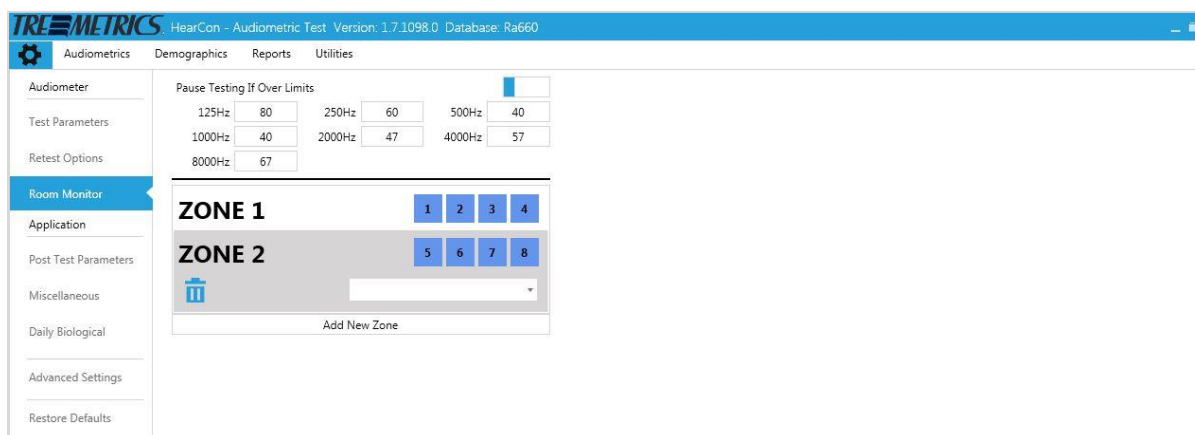 TREMETRICS. HearCon - Audiometric Test Version: 1.7.1098.0 Database: Ra660
Audiometrics Demographics Reports Utilities
Audiometer
Test Parameters
Retest Options
Room Monitor
Application
Post Test Parameters
Miscellaneous
Daily Biological
Advanced Settings
Restore Defaults
Pause Testing If Over Limits
125Hz 80 250Hz 60 500Hz 40
1000Hz 40 2000Hz 47 4000Hz 57
8000Hz 67
ZONE 1 1 2 3 4
ZONE 2 5 6 7 8
Add New Zone